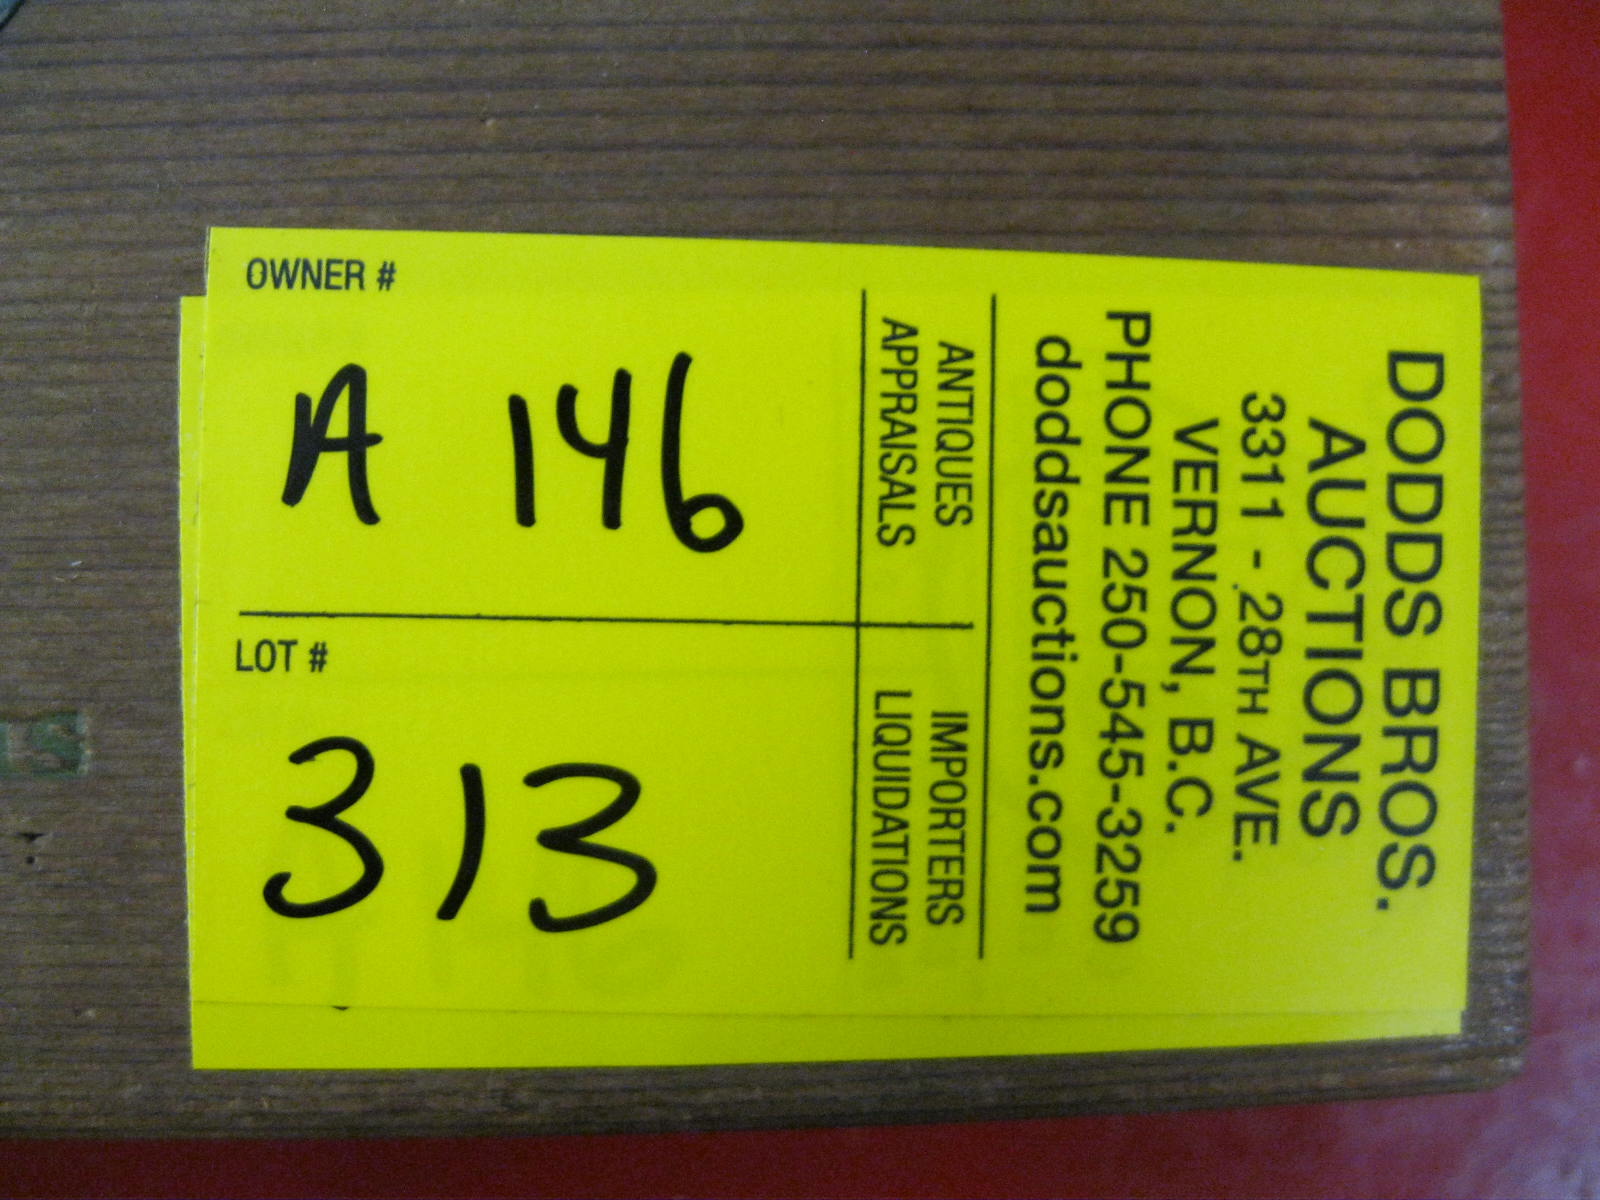 OWNER #
A 146
LOT #
313
DODDS BROS.
AUCTIONS
3311 - 28TH AVE.
VERNON, B.C.
PHONE 250-545-3259
doddsauctions.com
ANTIQUES
APPRAISALS
IMPORTERS
LIQUIDATIONS